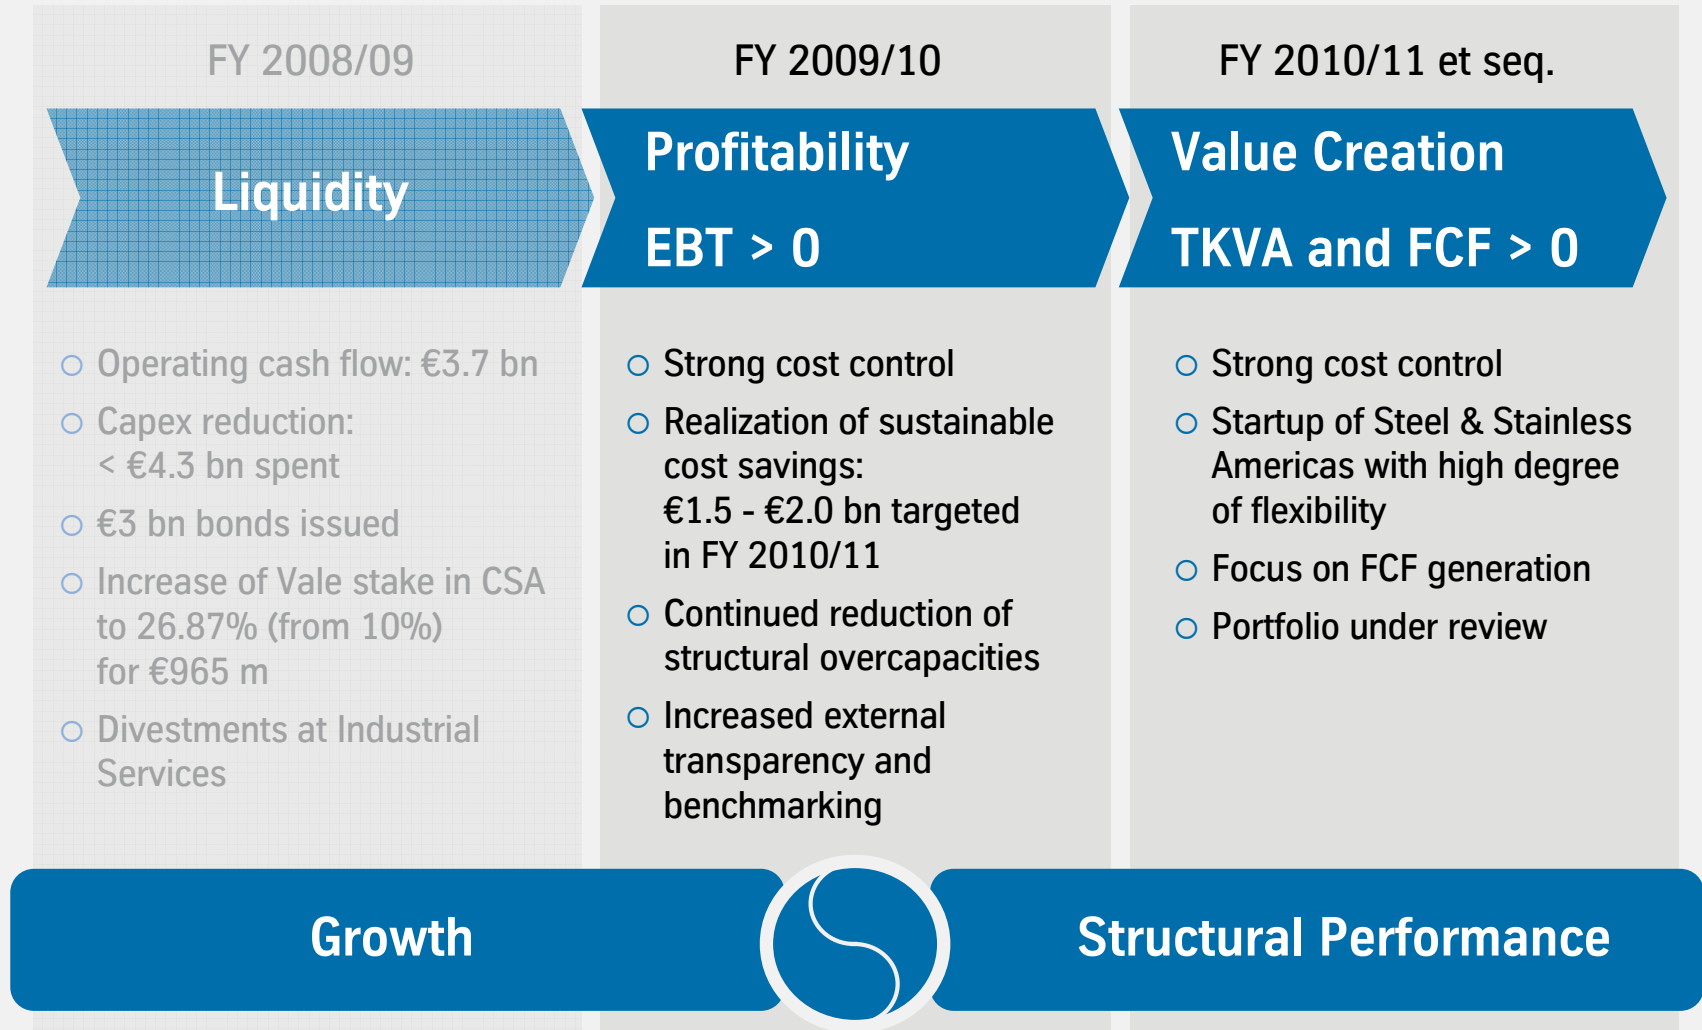 FY 2008/09
Liquidity
○ Operating cash flow: €3.7 bn
○ Capex reduction:
< €4.3 bn spent
○ €3 bn bonds issued
○ Increase of Vale stake in CSA
to 26.87% (from 10%)
for €965 m
○ Divestments at Industrial
Services
FY 2009/10
Profitability
EBT > 0
○ Strong cost control
○ Realization of sustainable
cost savings:
€1.5 - €2.0 bn targeted
in FY 2010/11
○ Continued reduction of
structural overcapacities
○ Increased external
transparency and
benchmarking
FY 2010/11 et seq.
Value Creation
TKVA and FCF > 0
○ Strong cost control
○ Startup of Steel & Stainless
Americas with high degree
of flexibility
○ Focus on FCF generation
○ Portfolio under review
Growth
Structural Performance